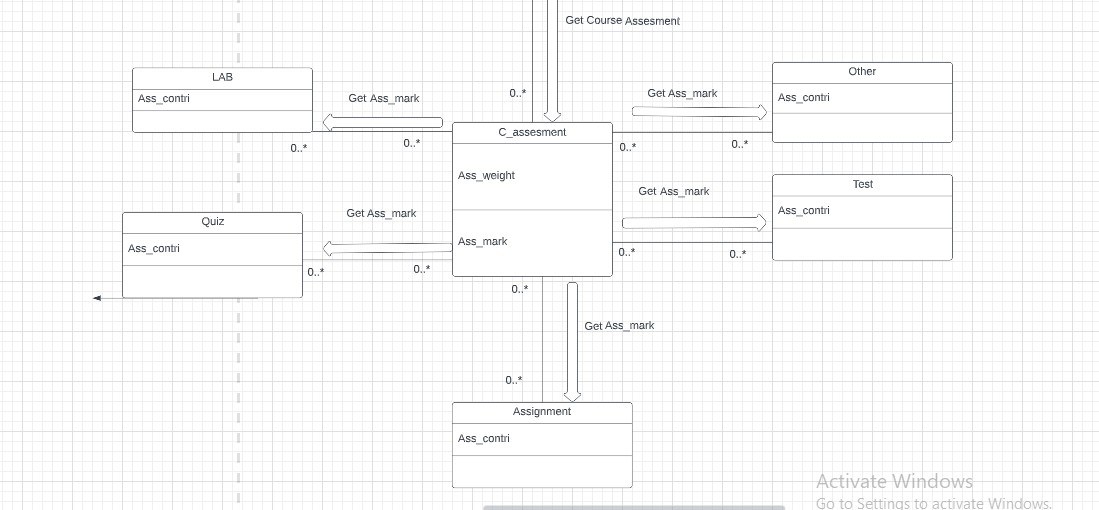 Get Course Assesment
LAB
Ass_contri
Get Ass_mark
0..*
0..*
0..*
C_assesment
Ass_weight
Ass_mark
Get Ass_mark
0..*
0..*
Other
Ass_contri
Get Ass_mark
0..*
0..*
Test
Ass_contri
Quiz
Ass_contri
Get Ass_mark
0..*
0..*
0..*
Get Ass_mark
0..*
Assignment
Ass_contri
Activate Windows
Go to Settings to activate Windows.